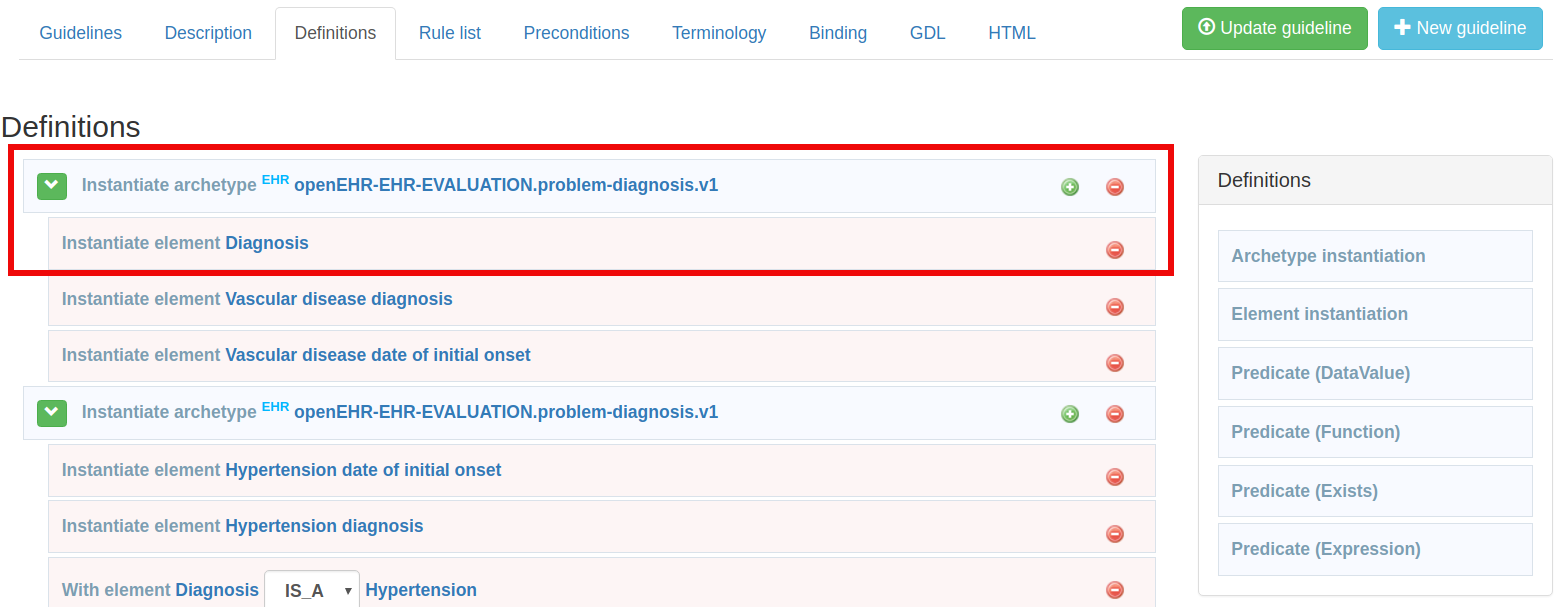 Guidelines Description Definitions Rule list Preconditions Terminology Binding GDL HTML Update guideline New guideline
Definitions
Instantiate archetype EHR openEHR-EHR-EVALUATION.problem-diagnosis.v1
Instantiate element Diagnosis
Instantiate element Vascular disease diagnosis
Instantiate element Vascular disease date of initial onset
Instantiate archetype EHR openEHR-EHR-EVALUATION.problem-diagnosis.v1
Instantiate element Hypertension date of initial onset
Instantiate element Hypertension diagnosis
With element Diagnosis IS_A Hypertension
Definitions
Archetype instantiation
Element instantiation
Predicate (DataValue)
Predicate (Function)
Predicate (Exists)
Predicate (Expression)